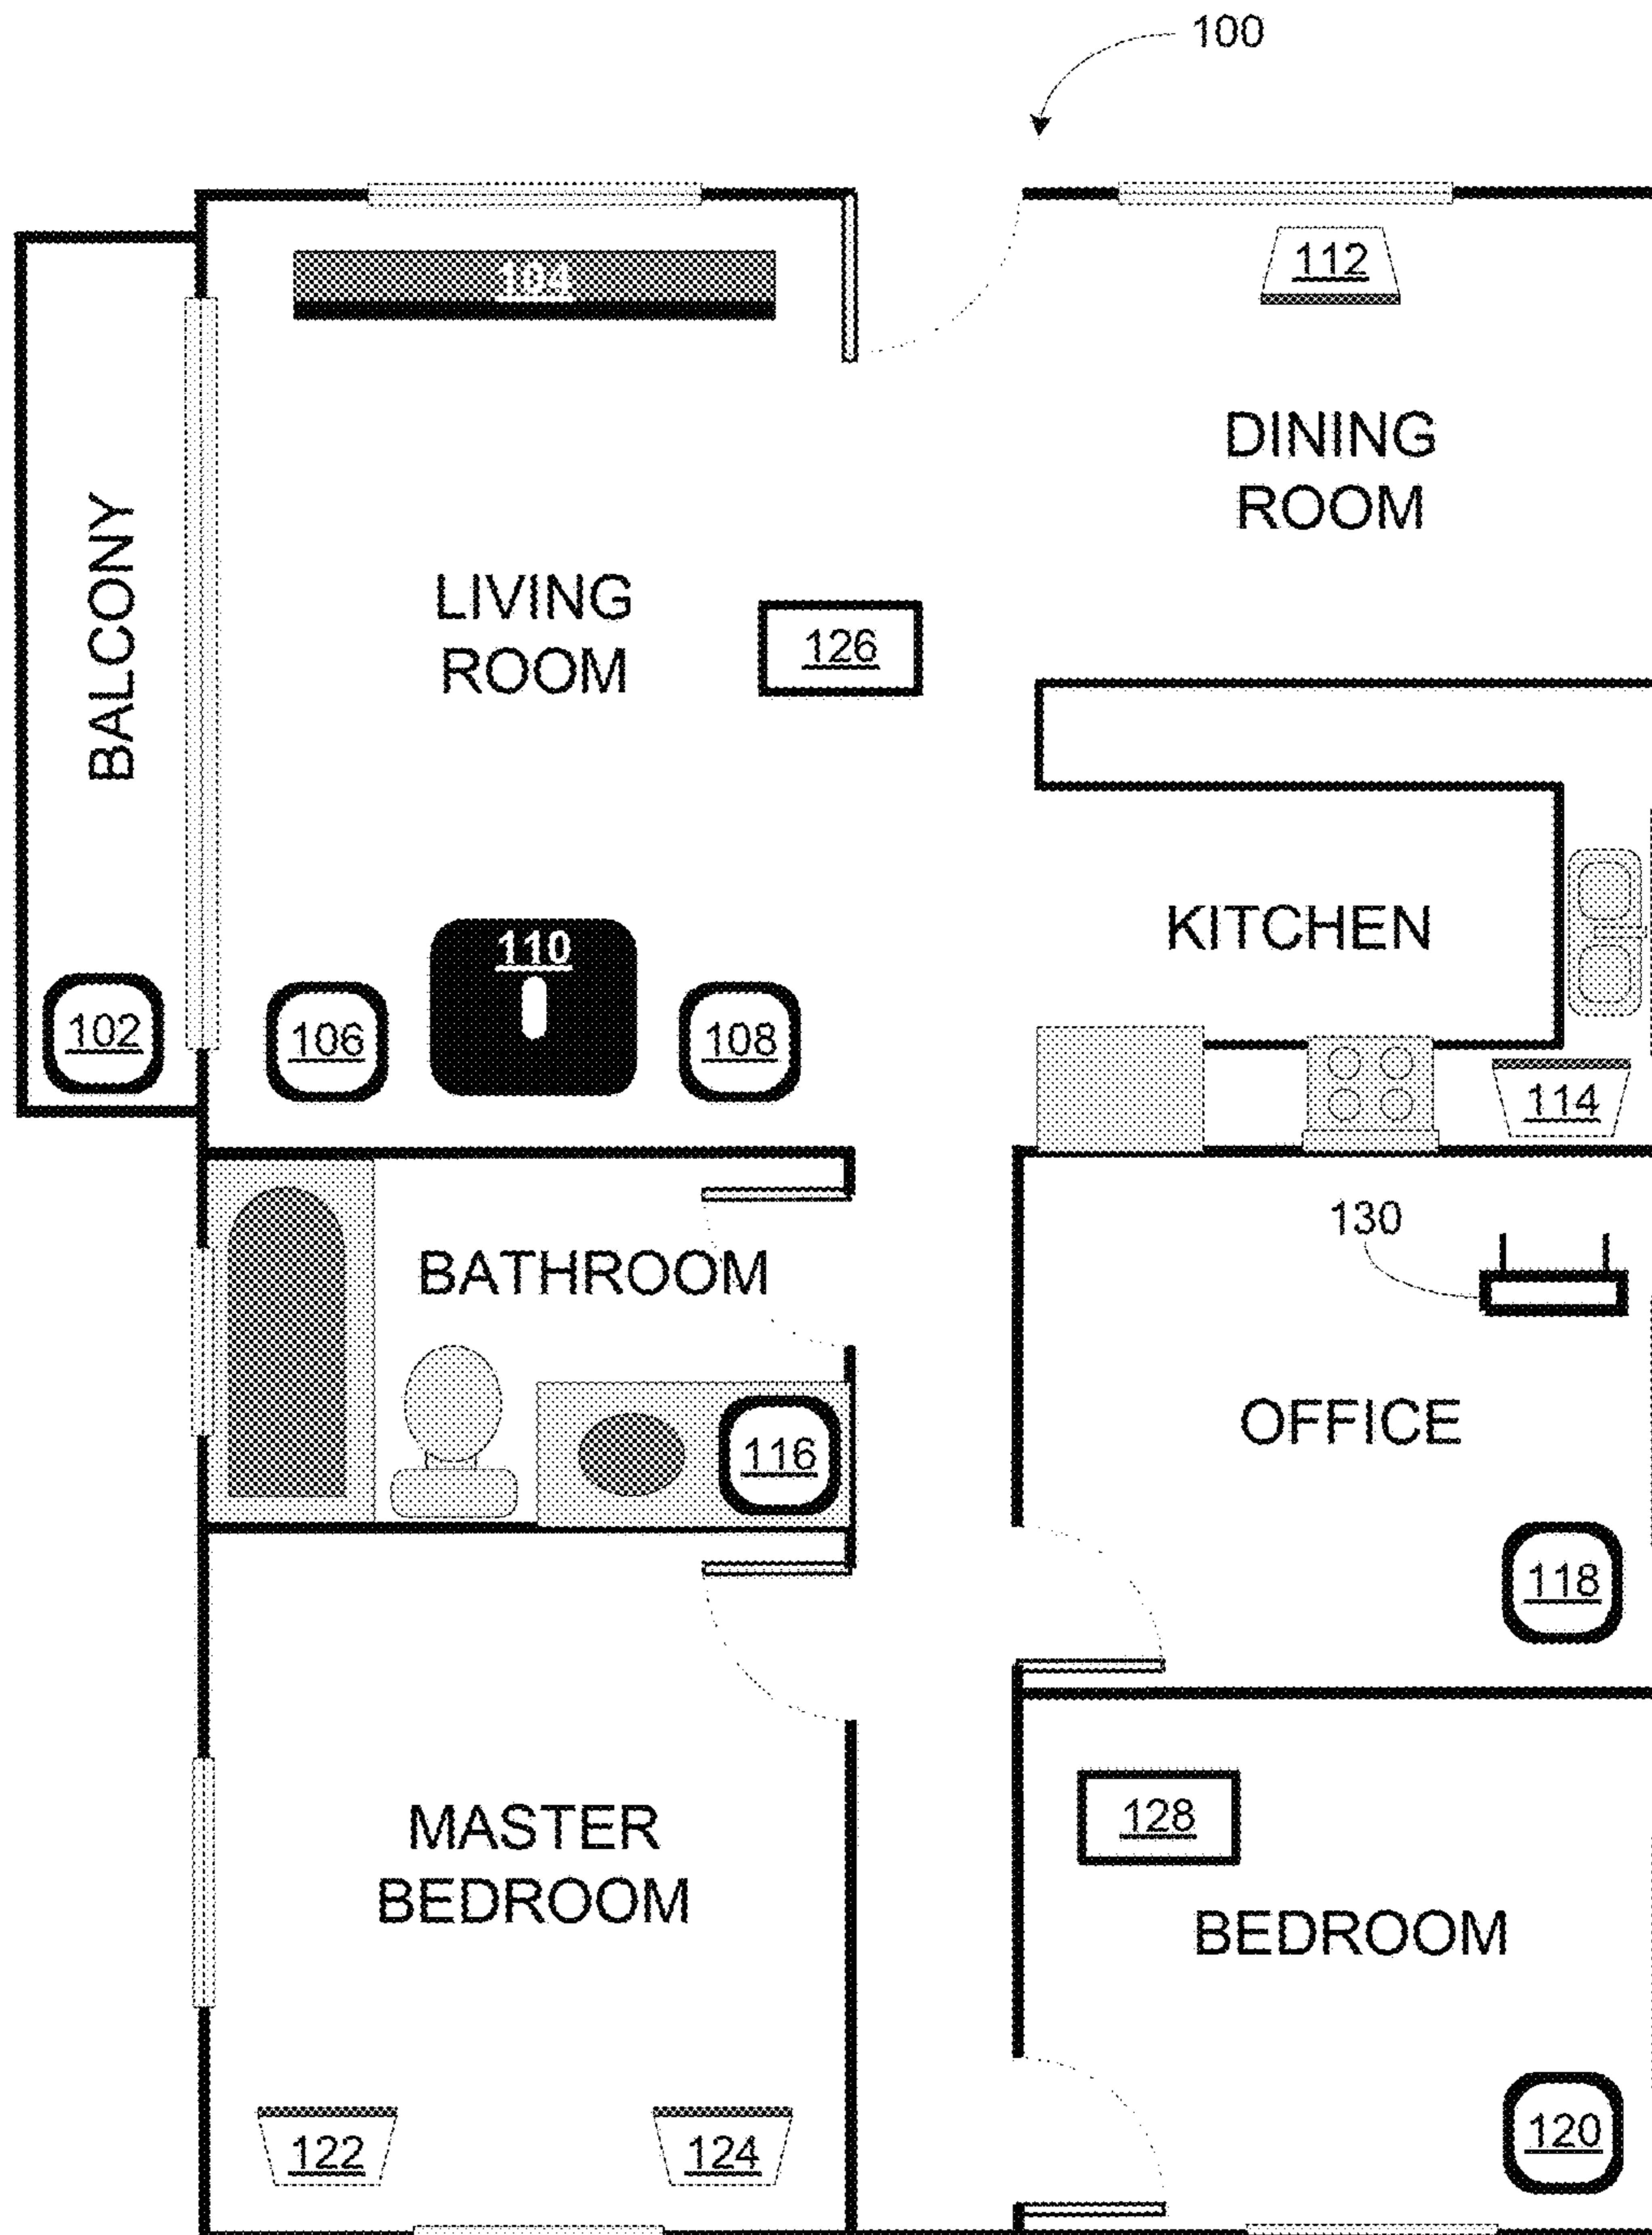 100
104
112
DINING
ROOM
BALCONY
LIVING
ROOM
126
110
KITCHEN
102
106
108
114
130
BATHROOM
OFFICE
116
118
128
MASTER
BEDROOM
BEDROOM
122
124
120